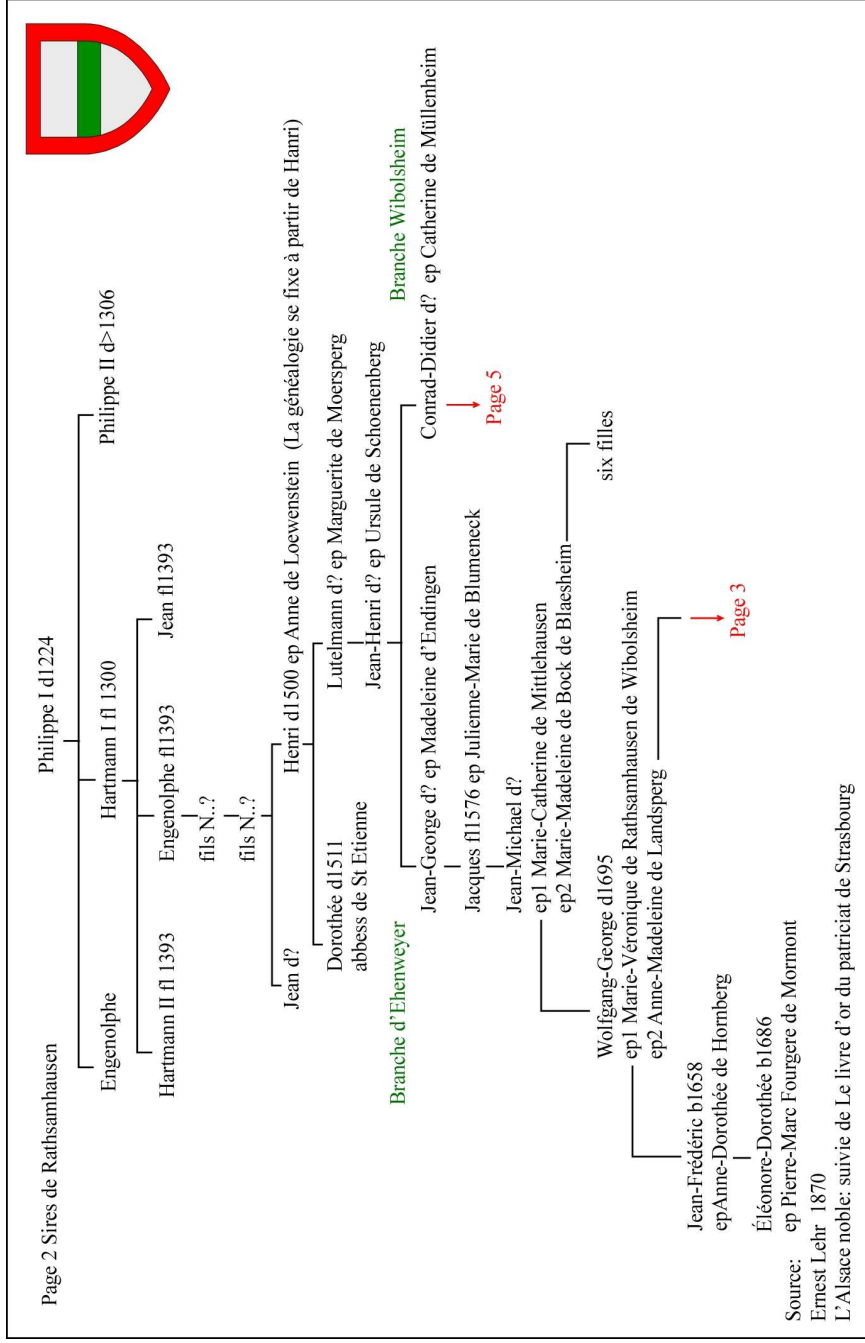 Page 2 Sires de Rathsamhausen
Philippe I d1224
Engenolphe
Hartmann I fl 1300
Philippe II d>1306
Hartmann II fl 1393
Engenolphe fl1393
Jean fl1393
fils N..?
fils N..?
Jean d?
Henri d1500 ep Anne de Loewenstein (La généalogie se fixe à partir de Hanri)
Dorothée d1511
abbess de St Etienne
Lutelmann d? ep Marguerite de Moersperg
Jean-Henri d? ep Ursule de Schoenenberg
Branche d'Ehenweyer
Branche Wibolsheim
Jean-George d? ep Madeleine d'Endingen
Conrad-Didier d? ep Catherine de Müllenheim
Page 5
Jacques fl1576 ep Julienne-Marie de Blumeneck
Jean-Michael d?
ep1 Marie-Catherine de Mittlehausen
ep2 Marie-Madeleine de Bock de Blaesheim
six filles
Wolfgang-George d1695
ep1 Marie-Véronique de Rathsamhausen de Wibolsheim
ep2 Anne-Madeleine de Landsperg
Page 3
Jean-Frédéric b1658
epAnne-Dorothée de Hornberg
Éléonore-Dorothée b1686
ep Pierre-Marc Fourgere de Mormont
Source:
Ernest Lehr 1870
L'Alsace noble: suivie de Le livre d'or du patriciat de Strasbourg